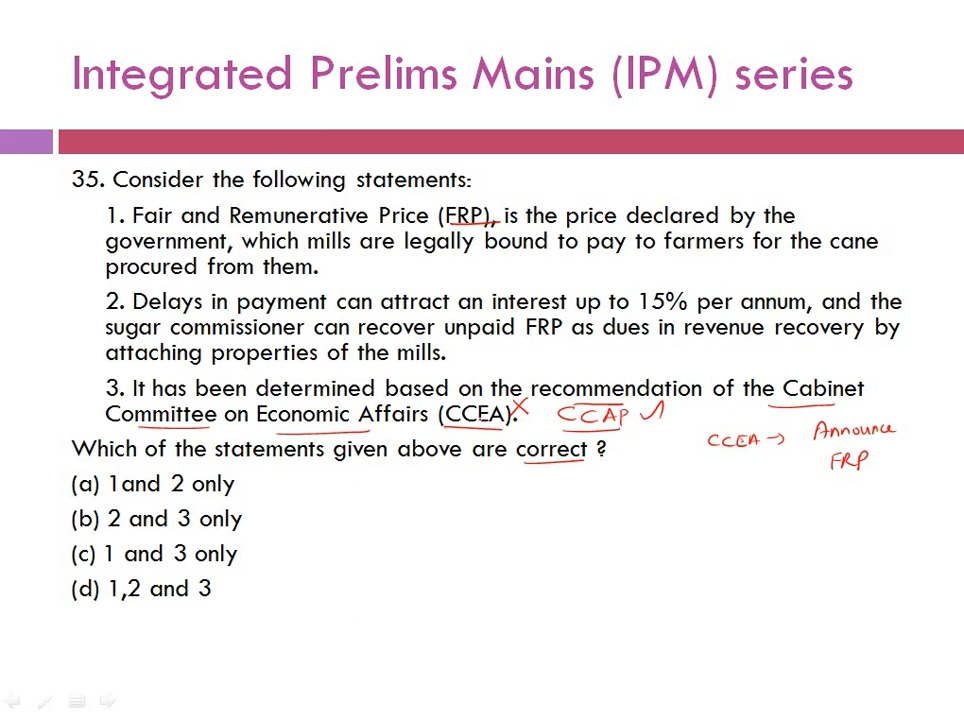 Integrated Prelims Mains (IPM) series
35. Consider the following statements:
1. Fair and Remunerative Price (FRP), is the price declared by the
government, which mills are legally bound to pay to farmers for the cane
procured from them.
2. Delays in payment can attract an interest up to 15% per annum, and the
sugar commissioner can recover unpaid FRP as dues in revenue recovery by
attaching properties of the mills.
3. It has been determined based on the recommendation of the Cabinet
Committee on Economic Affairs (CCEA). X CCAP ✓
CCEA → Announce
FRP
Which of the statements given above are correct ?
(a) 1and 2 only
(b) 2 and 3 only
(c) 1 and 3 only
(d) 1,2 and 3